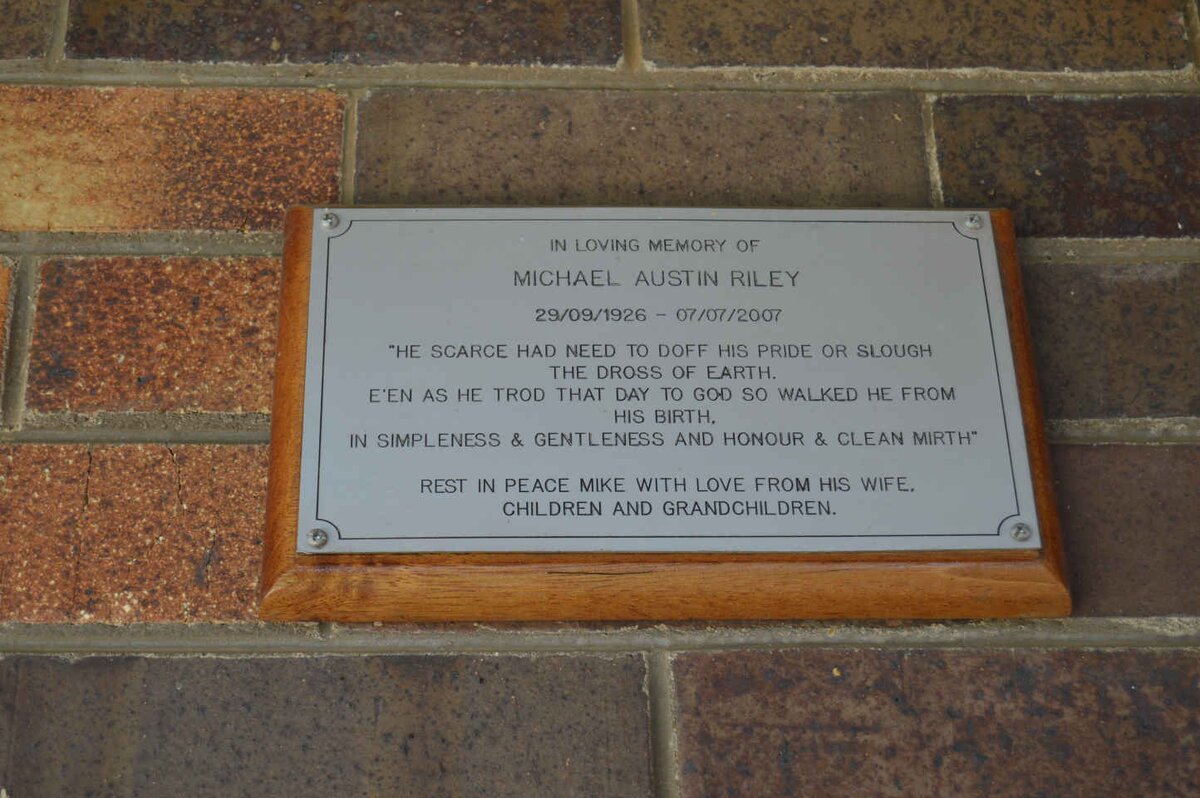 IN LOVING MEMORY OF
MICHAEL AUSTIN RILEY
29/09/1926 - 07/07/2007
"HE SCARCE HAD NEED TO DOFF HIS PRIDE OR SLOUGH
THE DROSS OF EARTH.
E'EN AS HE TROD THAT DAY TO GOD SO WALKED HE FROM
HIS BIRTH,
IN SIMPLENESS & GENTLENESS AND HONOUR & CLEAN MIRTH"
REST IN PEACE MIKE WITH LOVE FROM HIS WIFE,
CHILDREN AND GRANDCHILDREN.